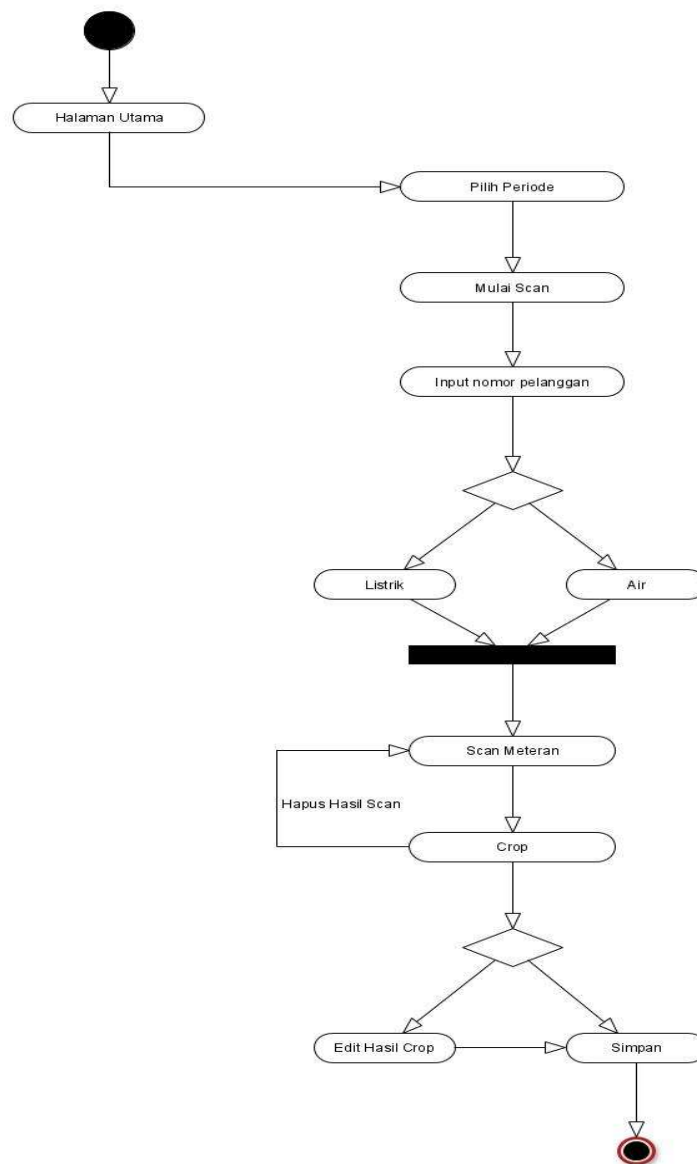 Halaman Utama
Pilih Periode
Mulai Scan
Input nomor pelanggan
Listrik
Air
Scan Meteran
Hapus Hasil Scan
Crop
Edit Hasil Crop
Simpan